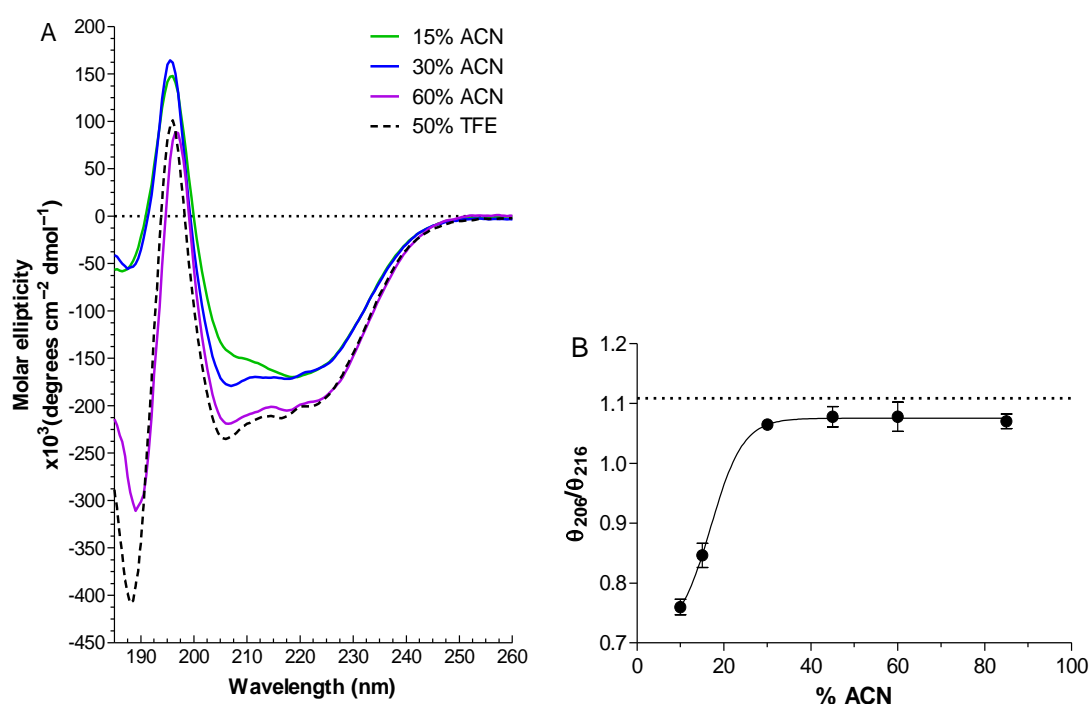 A
200
150
100
50
0
-50
-100
-150
-200
-250
-300
-350
-400
-450
Molar ellipticity
x10³(degrees cm⁻² dmol⁻¹)
190 200 210 220 230 240 250 260
Wavelength (nm)
15% ACN
30% ACN
60% ACN
50% TFE
B
1.2
1.1
1.0
0.9
0.8
0.7
θ₂₀₆/θ₂₁₆
0 20 40 60 80 100
% ACN